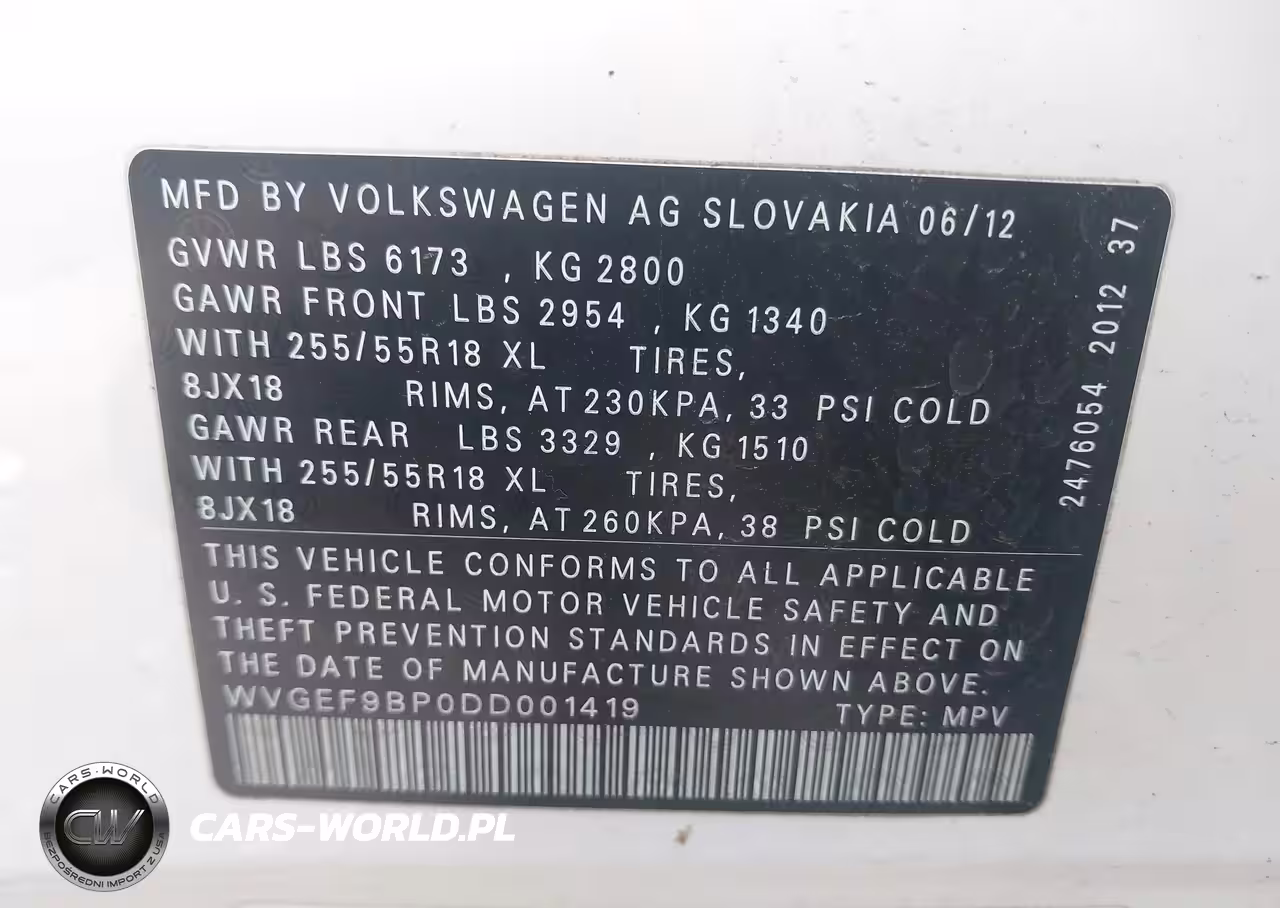 MFD BY VOLKSWAGEN AG SLOVAKIA 06/12
GVWR LBS 6173 , KG 2800
GAWR FRONT LBS 2954 , KG 1340
WITH 255/55R18 XL TIRES,
8JX18 RIMS, AT 230KPA, 33 PSI COLD
GAWR REAR LBS 3329 , KG 1510
WITH 255/55R18 XL TIRES,
8JX18 RIMS, AT 260KPA, 38 PSI COLD
THIS VEHICLE CONFORMS TO ALL APPLICABLE
U. S. FEDERAL MOTOR VEHICLE SAFETY AND
THEFT PREVENTION STANDARDS IN EFFECT ON
THE DATE OF MANUFACTURE SHOWN ABOVE.
WVGEF9BP0DD001419 TYPE: MPV
2476054 2012 37
CARS-WORLD
CW
BEZPOŚREDNI IMPORT Z USA
CARS-WORLD.PL